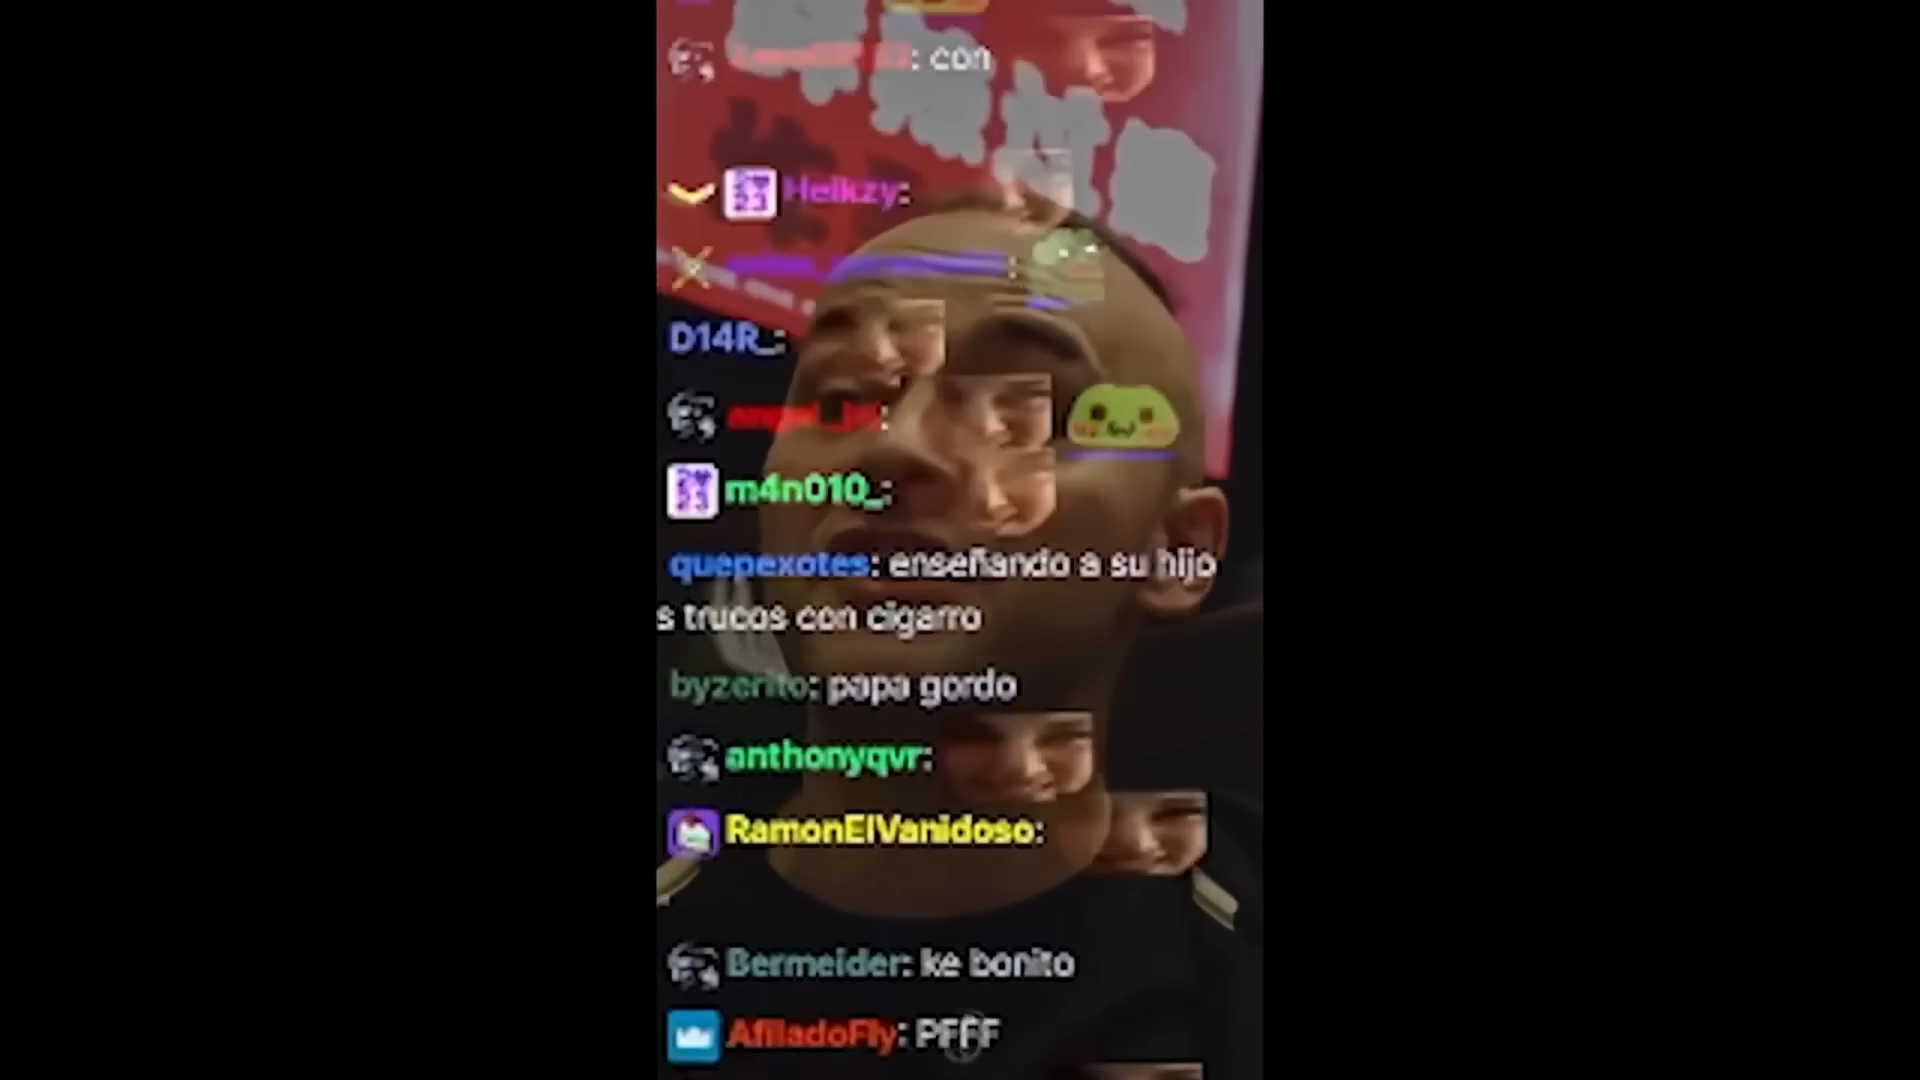 : con
Heikzy:
:
D14R_:
:
m4n010_:
quepexotes: enseñando a su hijo
s trucos con cigarro
byzerito: papa gordo
anthonyqvr:
RamonElVanidoso:
Bermeider: ke bonito
AfiladoFly: PFFF